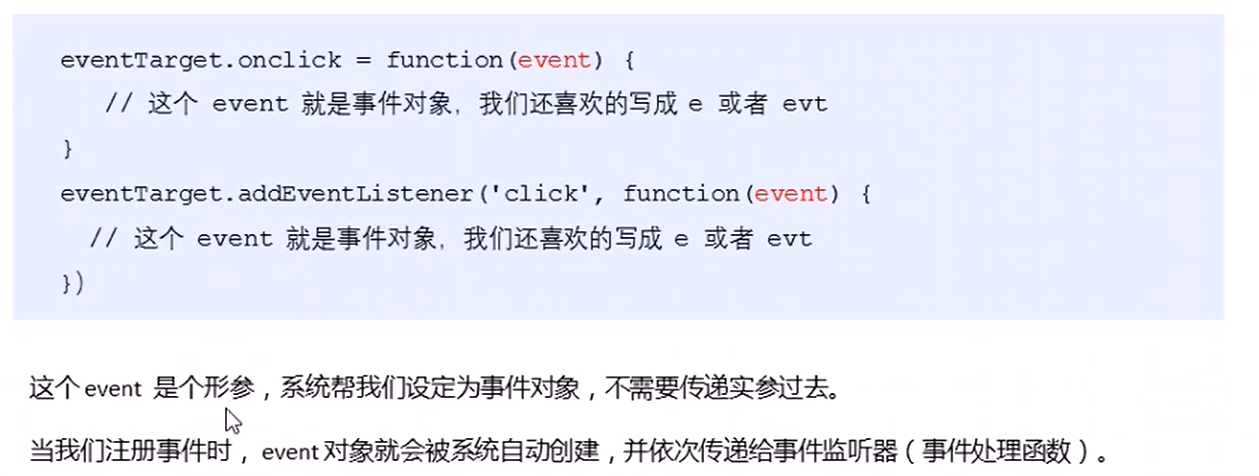 eventTarget.onclick = function(event) {
// 这个 event 就是事件对象，我们还喜欢的写成 e 或者 evt
}
eventTarget.addEventListener('click', function(event) {
// 这个 event 就是事件对象，我们还喜欢的写成 e 或者 evt
})
这个 event 是个形参，系统帮我们设定为事件对象，不需要传递实参过去。
当我们注册事件时，event 对象就会被系统自动创建，并依次传递给事件监听器（事件处理函数）。